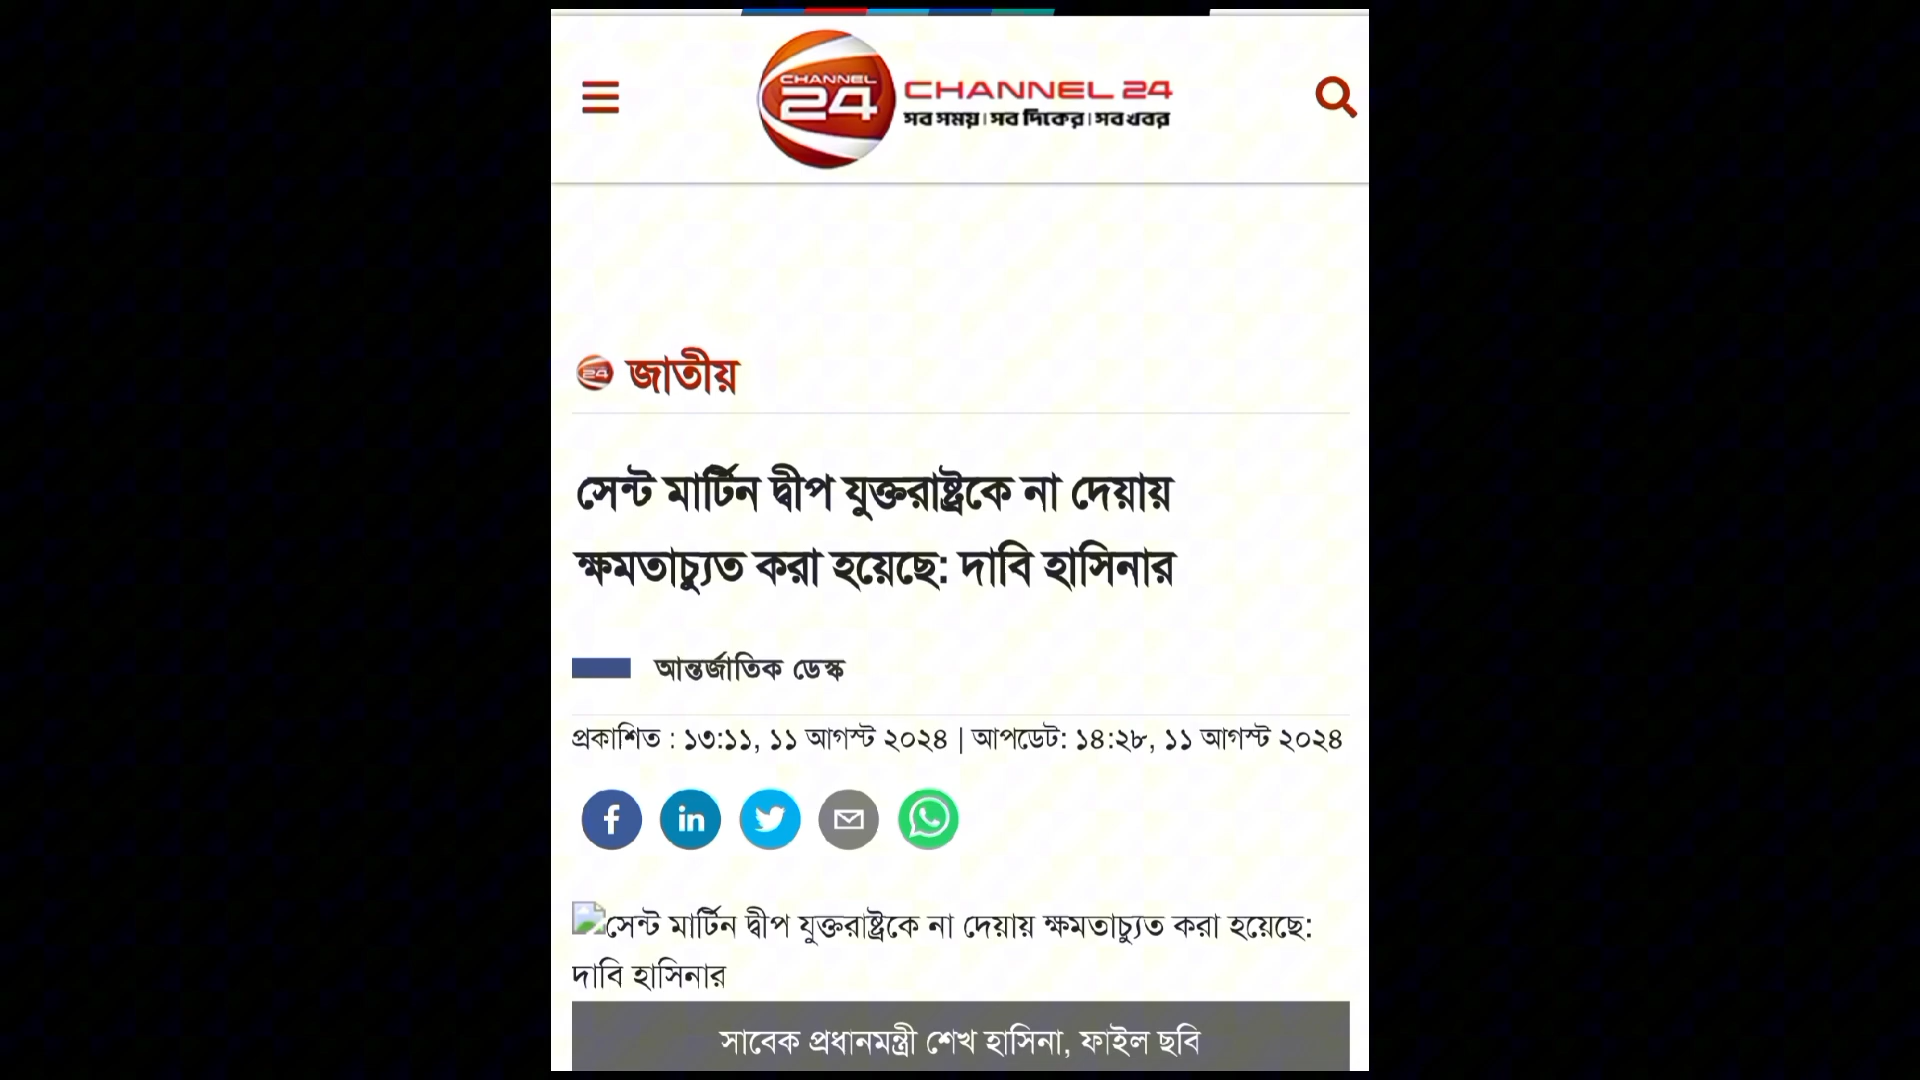 CHANNEL
24
CHANNEL 24
সব সময় | সব দিকের | সব খবর
24 জাতীয়
সেন্ট মার্টিন দ্বীপ যুক্তরাষ্ট্রকে না দেয়ায়
ক্ষমতাচ্যুত করা হয়েছে: দাবি হাসিনার
আন্তর্জাতিক ডেস্ক
প্রকাশিত : ১৩:১১, ১১ আগস্ট ২০২৪ | আপডেট: ১৪:২৮, ১১ আগস্ট ২০২৪
সেন্ট মার্টিন দ্বীপ যুক্তরাষ্ট্রকে না দেয়ায় ক্ষমতাচ্যুত করা হয়েছে:
দাবি হাসিনার
সাবেক প্রধানমন্ত্রী শেখ হাসিনা, ফাইল ছবি